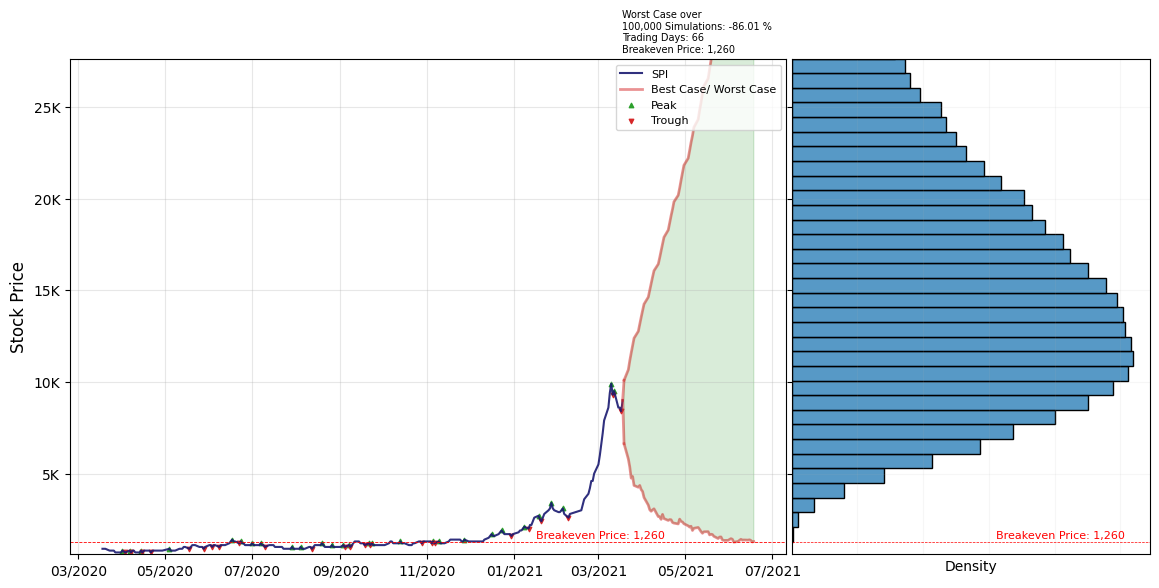 Worst Case over
100,000 Simulations: -86.01 %
Trading Days: 66
Breakeven Price: 1,260
SPI
Best Case/ Worst Case
Peak
Trough
25K
20K
15K
10K
5K
Stock Price
Breakeven Price: 1,260
Breakeven Price: 1,260
03/2020 05/2020 07/2020 09/2020 11/2020 01/2021 03/2021 05/2021 07/2021
Density